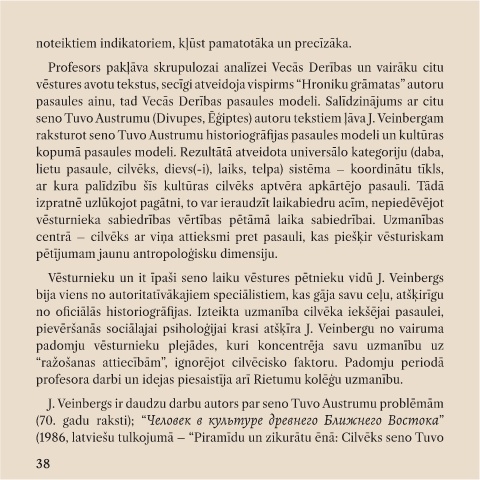 noteiktiem indikatoriem, kļūst pamatotāka un precīzāka.
Profesors pakļāva skrupulozai analīzei Vecās Derības un vairāku citu
vēstures avotu tekstus, secīgi atveidoja vispirms “Hroniku grāmatas” autoru
pasaules ainu, tad Vecās Derības pasaules modeli. Salīdzinājums ar citu
seno Tuvo Austrumu (Divupes, Ēģiptes) autoru tekstiem ļāva J. Veinbergam
raksturot seno Tuvo Austrumu historiogrāfijas pasaules modeli un kultūras
kopumā pasaules modeli. Rezultātā atveidota universālo kategoriju (daba,
lietu pasaule, cilvēks, dievs(-i), laiks, telpa) sistēma – koordinātu tīkls,
ar kura palīdzību šīs kultūras cilvēks aptvēra apkārtējo pasauli. Tādā
izpratnē uzlūkojot pagātni, to var ieraudzīt laikabiedru acīm, nepiedēvējot
vēsturnieka sabiedrības vērtības pētāmā laika sabiedrībai. Uzmanības
centrā – cilvēks ar viņa attieksmi pret pasauli, kas piešķir vēsturiskam
pētījumam jaunu antropoloģisku dimensiju.
Vēsturnieku un it īpaši seno laiku vēstures pētnieku vidū J. Veinbergs
bija viens no autoritatīvākajiem speciālistiem, kas gāja savu ceļu, atšķirīgu
no oficiālās historiogrāfijas. Izteikta uzmanība cilvēka iekšējai pasaulei,
pievēršanās sociālajai psiholoģijai krasi atšķīra J. Veinbergu no vairuma
padomju vēsturnieku plejādes, kuri koncentrēja savu uzmanību uz
“ražošanas attiecībām”, ignorējot cilvēcisko faktoru. Padomju periodā
profesora darbi un idejas piesaistīja arī Rietumu kolēģu uzmanību.
J. Veinbergs ir daudzu darbu autors par seno Tuvo Austrumu problēmām
(70. gadu raksti); “Человек в культуре древнего Ближнего Востока”
(1986, latviešu tulkojumā – “Piramīdu un zikurātu ēnā: Cilvēks seno Tuvo
38